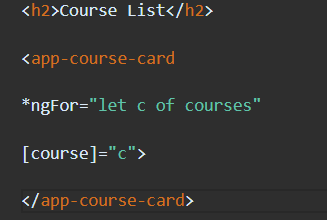 <h2>Course List</h2>
<app-course-card
*ngFor="let c of courses"
[course]="c">
</app-course-card>